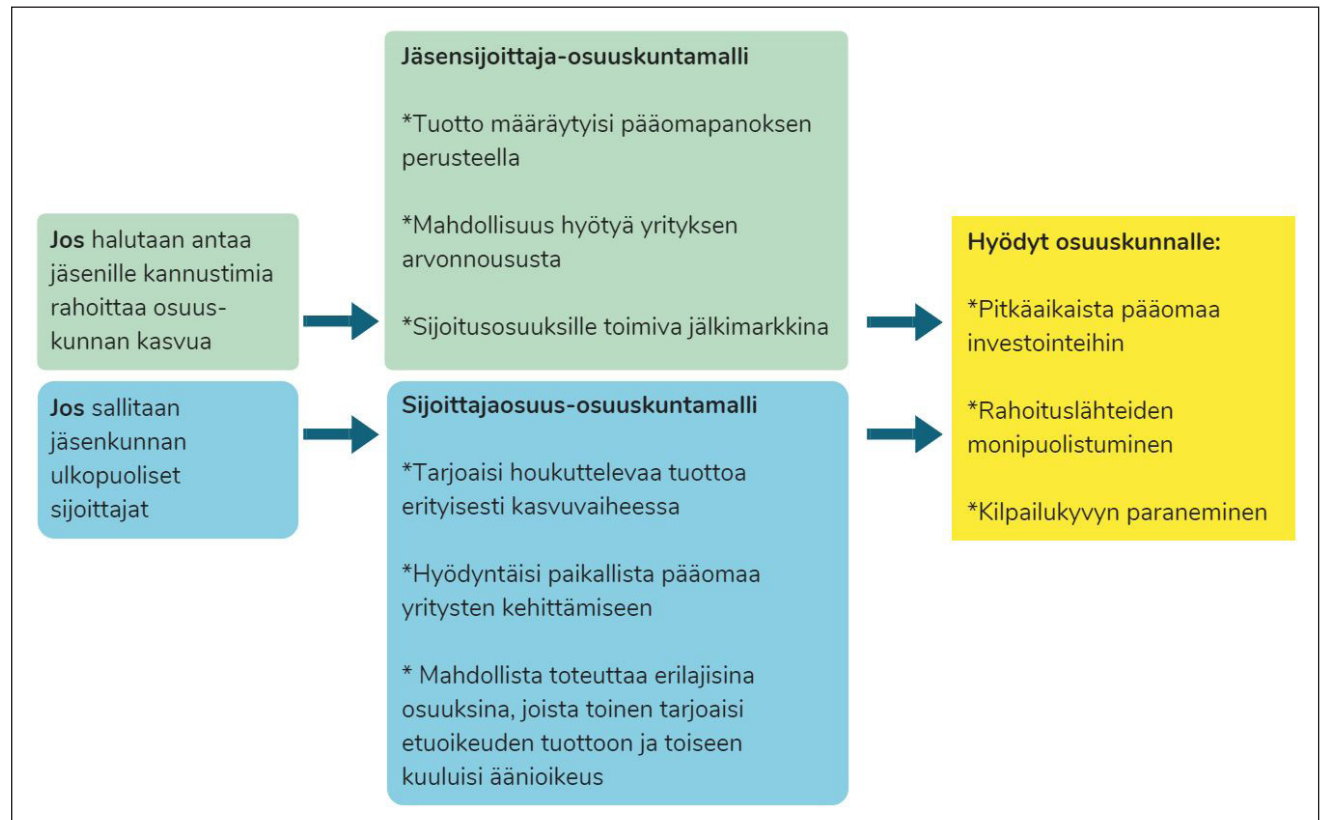 Jos halutaan antaa
jäsenille kannustimia
rahoittaa osuus-
kunnan kasvua
Jäsensijoittaja-osuuskuntamalli
*Tuotto määräytyisi pääomapanoksen
perusteella
*Mahdollisuus hyötyä yrityksen
arvonnoususta
*Sijoitusosuuksille toimiva jälkimarkkina
Jos sallitaan
jäsenkunnan
ulkopuoliset
sijoittajat
Sijoittajaosuus-osuuskuntamalli
*Tarjoaisi houkuttelevaa tuottoa
erityisesti kasvuvaiheessa
*Hyödyntäisi paikallista pääomaa
yritysten kehittämiseen
* Mahdollista toteuttaa erilajisina
osuuksina, joista toinen tarjoaisi
etuoikeuden tuottoon ja toiseen
kuuluisi äänioikeus
Hyödyt osuuskunnalle:
*Pitkäaikaista pääomaa
investointeihin
*Rahoituslähteiden
monipuolistuminen
*Kilpailukyvyn paraneminen